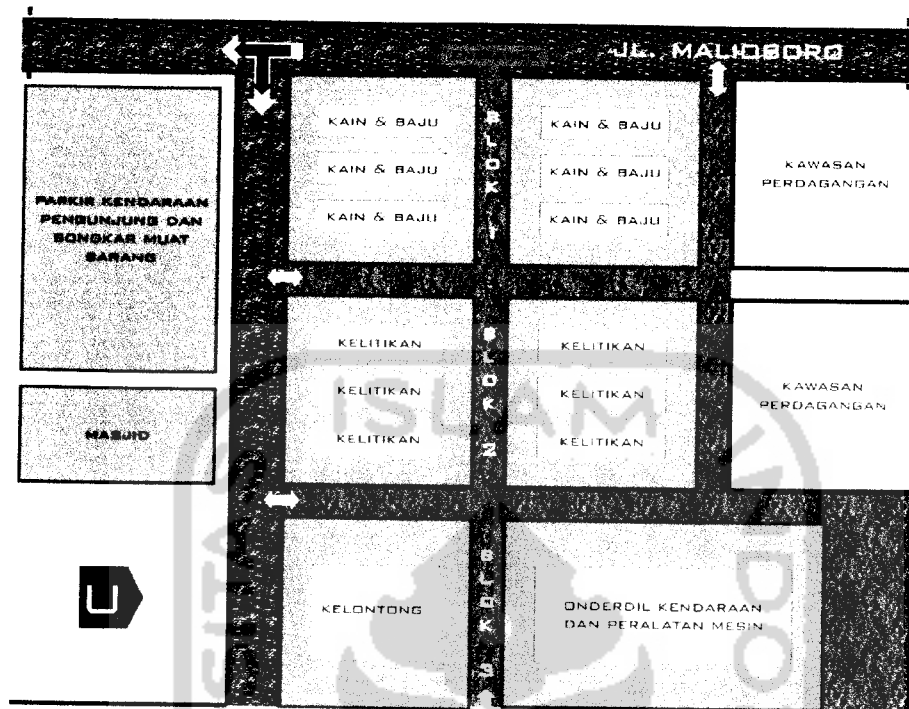 JL. MALIOBORO
KAIN & BAJU
KAIN & BAJU
KAIN & BAJU
BLOK 1
KAIN & BAJU
KAIN & BAJU
KAIN & BAJU
KAWASAN
PERDAGANGAN
PARKIR KENDARAAN
PENGUNJUNG DAN
BONGKAR MUAT
BARANG
KELITIKAN
KELITIKAN
KELITIKAN
BLOK 2
KELITIKAN
KELITIKAN
KELITIKAN
KAWASAN
PERDAGANGAN
MASJID
U
KELONTONG
BLOK 3
ONDERDIL KENDARAAN
DAN PERALATAN MESIN
ISLAM